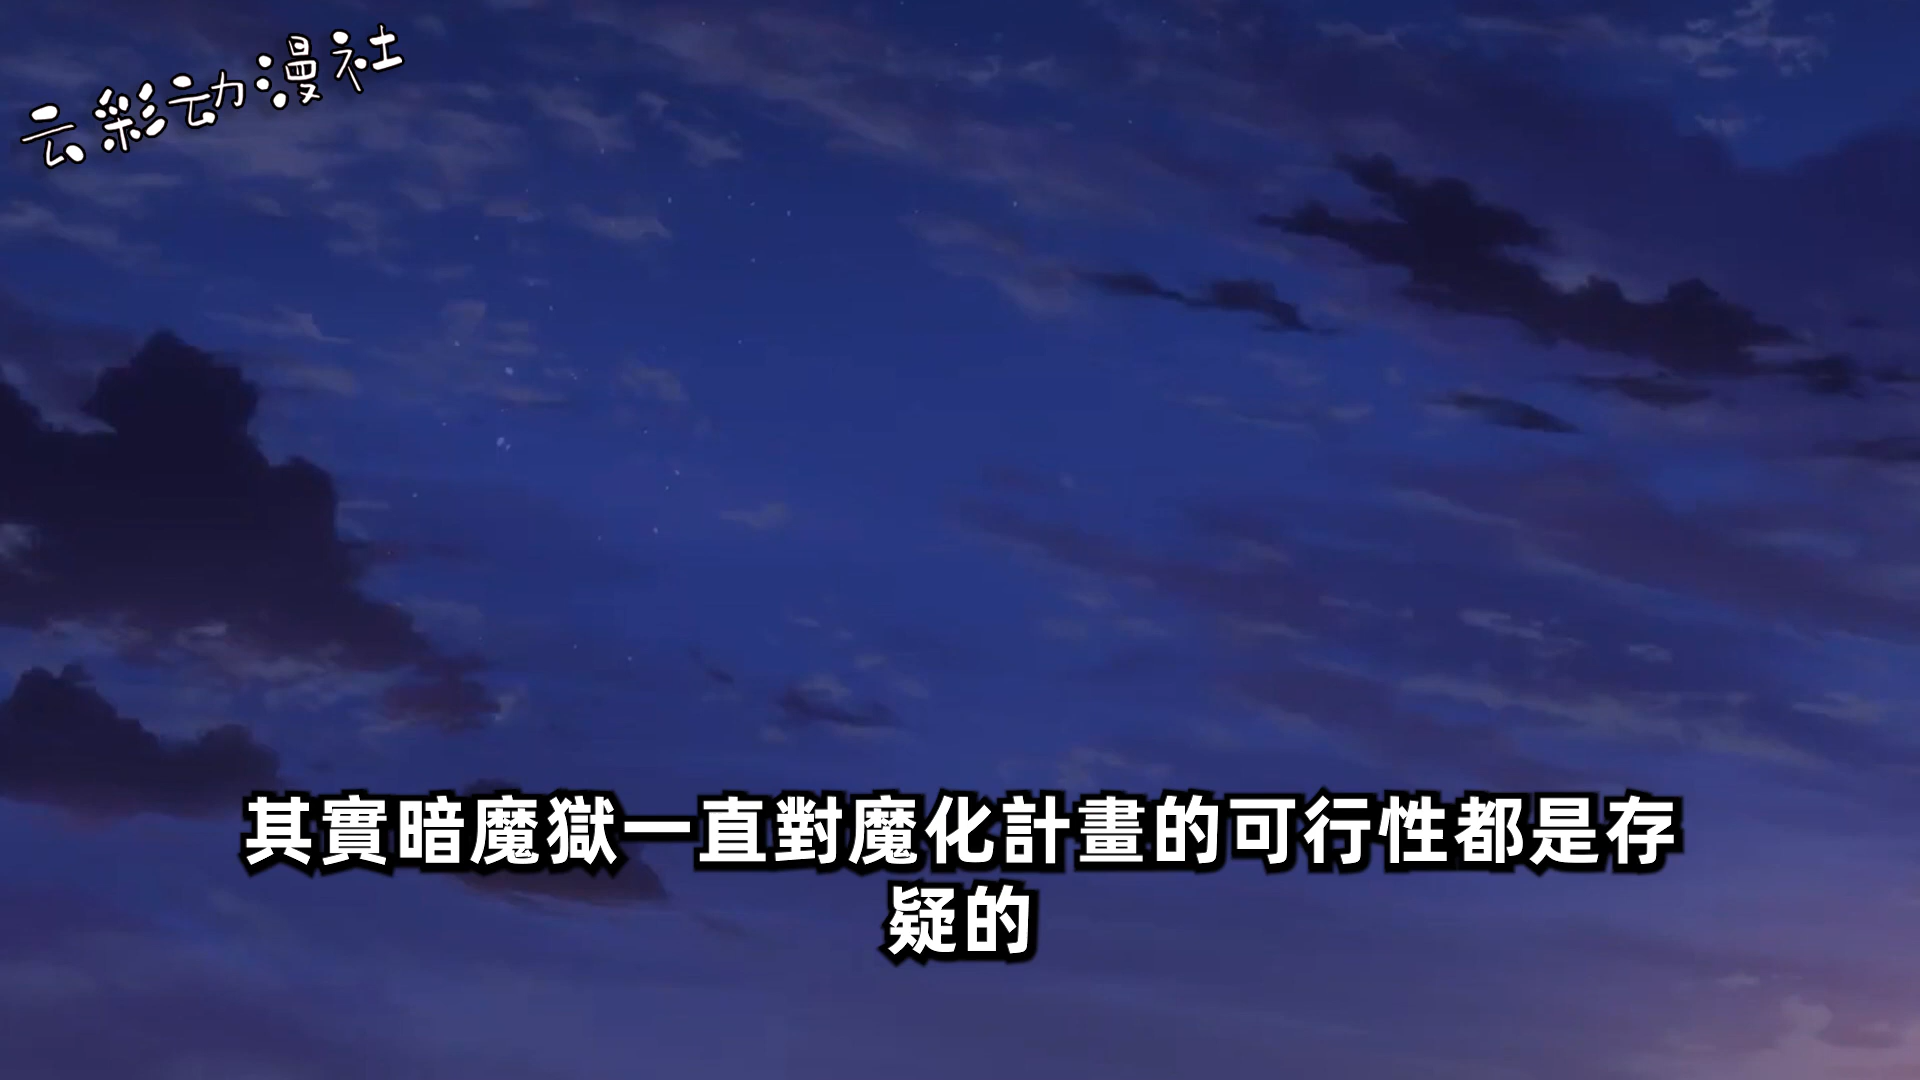 云彩动漫社
其實暗魔獄一直對魔化計畫的可行性都是存
疑的